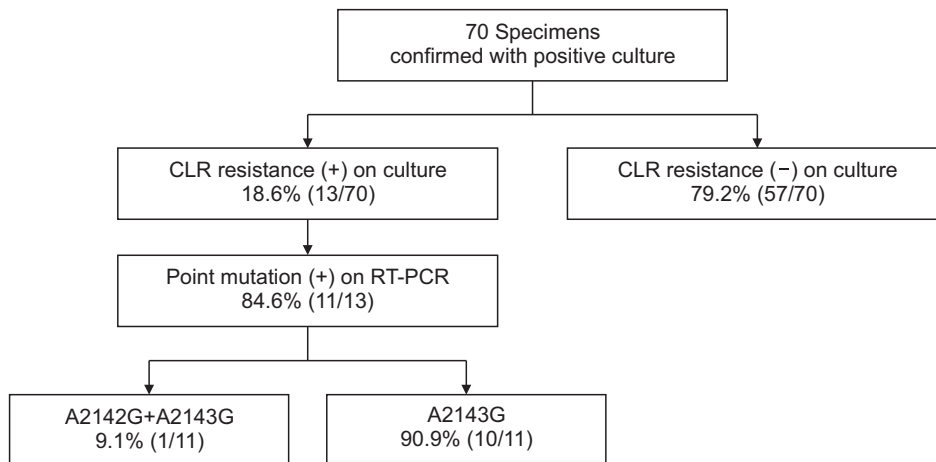 70 Specimens
confirmed with positive culture
CLR resistance (+) on culture
18.6% (13/70)
CLR resistance (−) on culture
79.2% (57/70)
Point mutation (+) on RT-PCR
84.6% (11/13)
A2142G+A2143G
9.1% (1/11)
A2143G
90.9% (10/11)